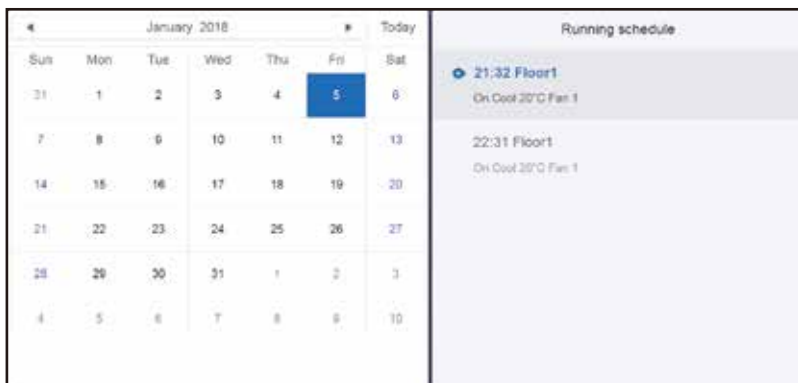 January 2018 Today
Sun Mon Tue Wed Thu Fri Sat
31 1 2 3 4 5 6
7 8 9 10 11 12 13
14 15 16 17 18 19 20
21 22 23 24 25 26 27
28 29 30 31 1 2 3
4 5 6 7 8 9 10
Running schedule
21:32 Floor1
On Cool 20°C Fan 1
22:31 Floor1
On Cool 20°C Fan 1